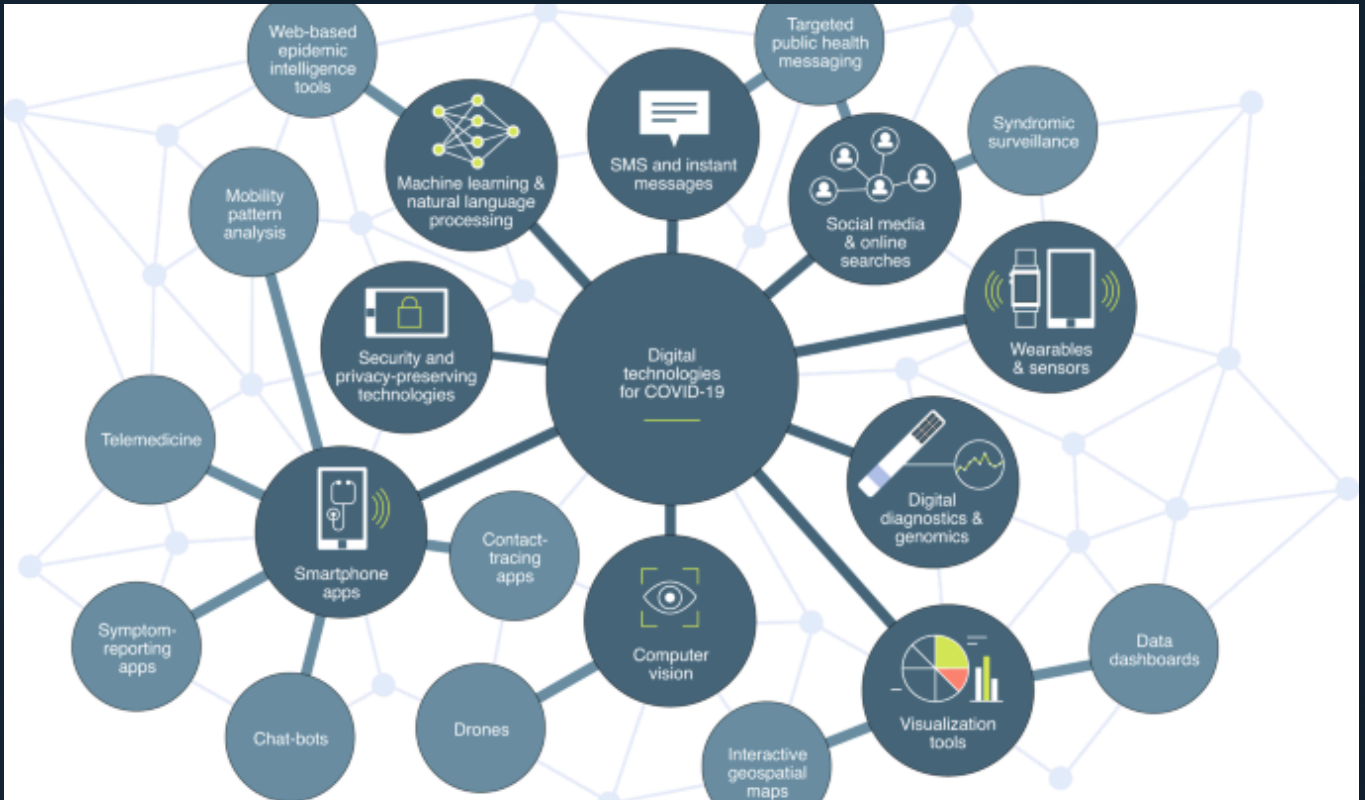 Web-based
epidemic
intelligence
tools
Targeted
public health
messaging
Syndromic
surveillance
SMS and instant
messages
Machine learning &
natural language
processing
Mobility
pattern
analysis
Social media
& online
searches
Wearables
& sensors
Security and
privacy-preserving
technologies
Digital
technologies
for COVID-19
Telemedicine
Digital
diagnostics &
genomics
Smartphone
apps
Contact-
tracing
apps
Symptom-
reporting
apps
Computer
vision
Data
dashboards
Chat-bots
Drones
Visualization
tools
Interactive
geospatial
maps